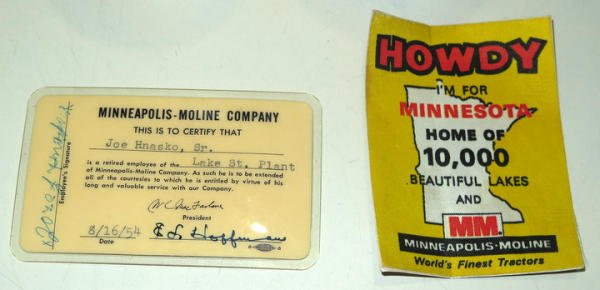 MINNEAPOLIS-MOLINE COMPANY
THIS IS TO CERTIFY THAT
Joe Hnasko, Sr.
is a retired employee of the Lake St. Plant
of Minneapolis-Moline Company. As such he is to be extended
all of the courtesies to which he is entitled by virtue of his
long and valuable service with our Company.
President
8/16/54
Date
Employee's Signature
HOWDY
I'M FOR
MINNESOTA
HOME OF
10,000
BEAUTIFUL LAKES
AND
MM.
MINNEAPOLIS-MOLINE
World's Finest Tractors